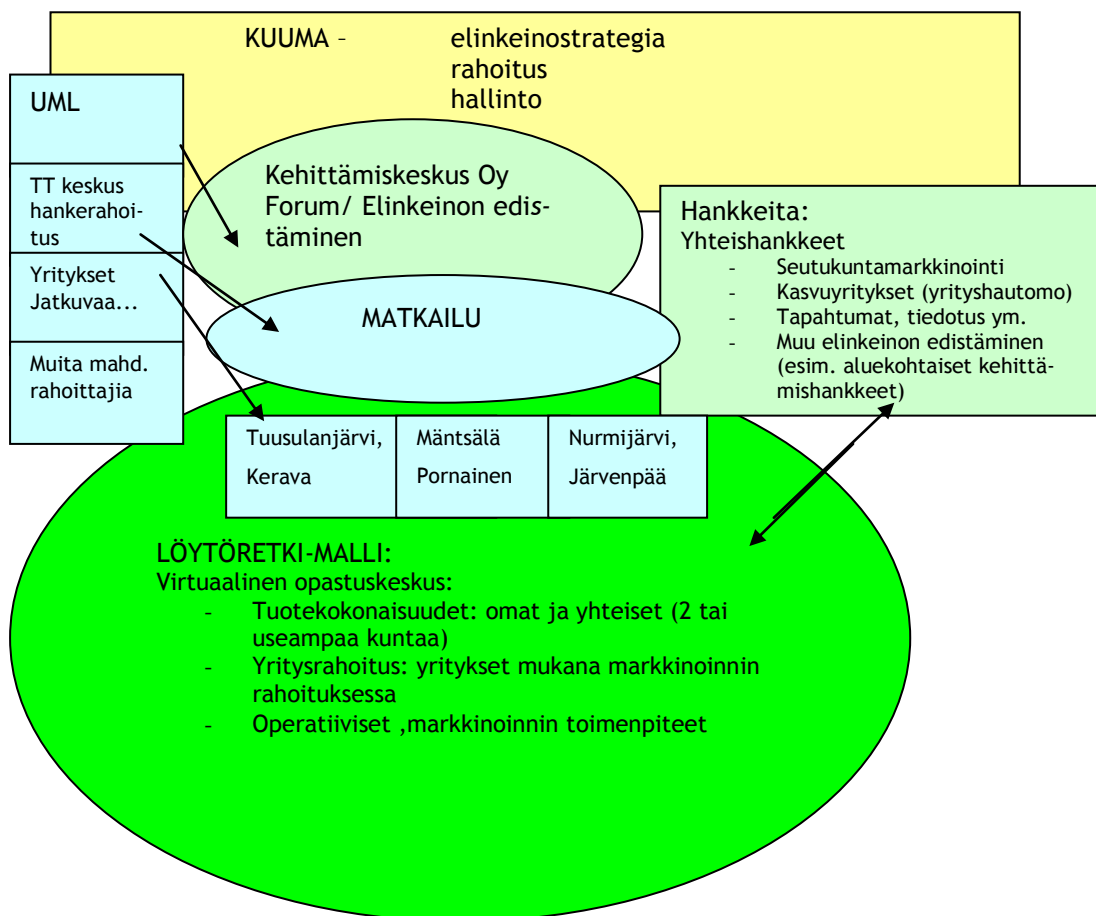 KUUMA – elinkeinostrategia
rahoitus
hallinto
UML
TT keskus
hankerahoi-
tus
Yritykset
Jatkuvaa...
Muita mahd.
rahoittajia
Kehittämiskeskus Oy
Forum/ Elinkeinon edis-
täminen
MATKAILU
Hankkeita:
Yhteishankkeet
- Seutukuntamarkkinointi
- Kasvuyritykset (yrityshautomo)
- Tapahtumat, tiedotus ym.
- Muu elinkeinon edistäminen
(esim. aluekohtaiset kehittä-
mishankkeet)
Tuusulanjärvi,
Kerava
Mäntsälä
Pornainen
Nurmijärvi,
Järvenpää
LÖYTÖRETKI-MALLI:
Virtuaalinen opastuskeskus:
- Tuotekokonaisuudet: omat ja yhteiset (2 tai
useampaa kuntaa)
- Yritysrahoitus: yritykset mukana markkinoinnin
rahoituksessa
- Operatiiviset ,markkinoinnin toimenpiteet